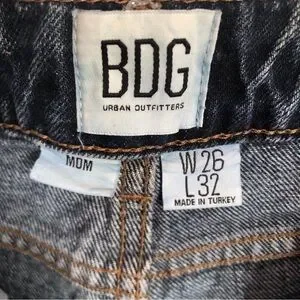 BDG
URBAN OUTFITTERS
MOM
W26
L32
MADE IN TURKEY